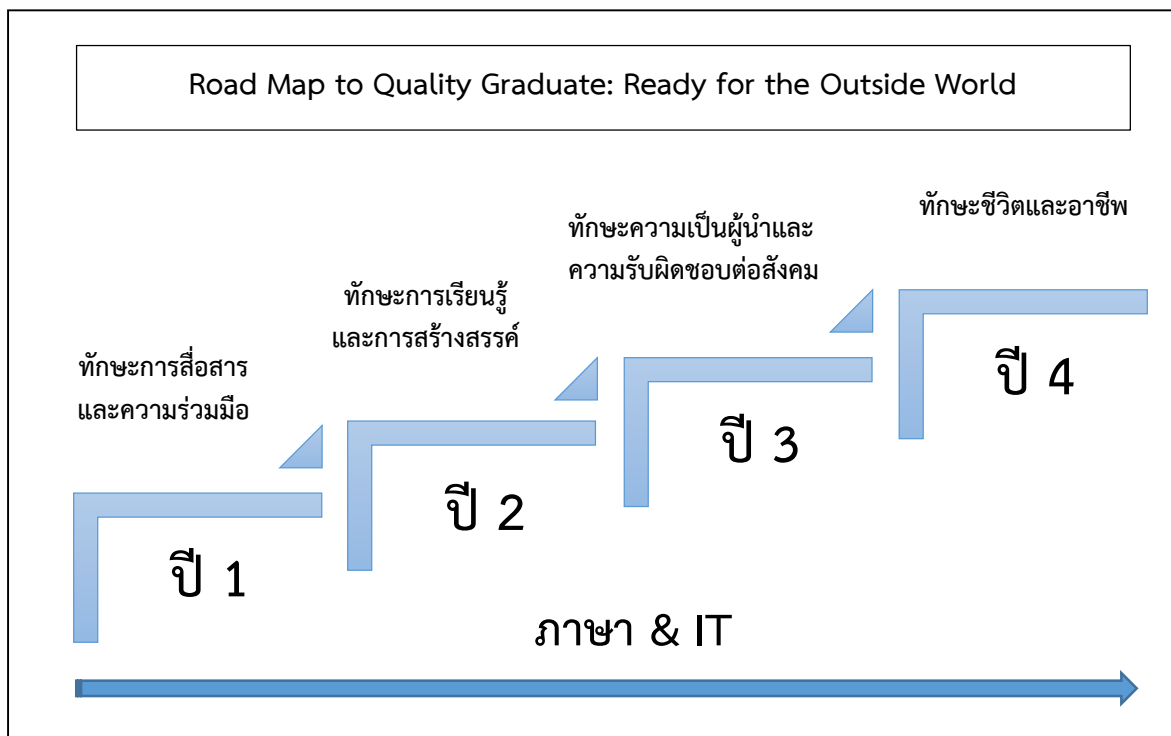 Road Map to Quality Graduate: Ready for the Outside World
ทักษะการสื่อสาร
และความร่วมมือ
ปี 1
ทักษะการเรียนรู้
และการสร้างสรรค์
ปี 2
ทักษะความเป็นผู้นำและ
ความรับผิดชอบต่อสังคม
ปี 3
ทักษะชีวิตและอาชีพ
ปี 4
ภาษา & IT